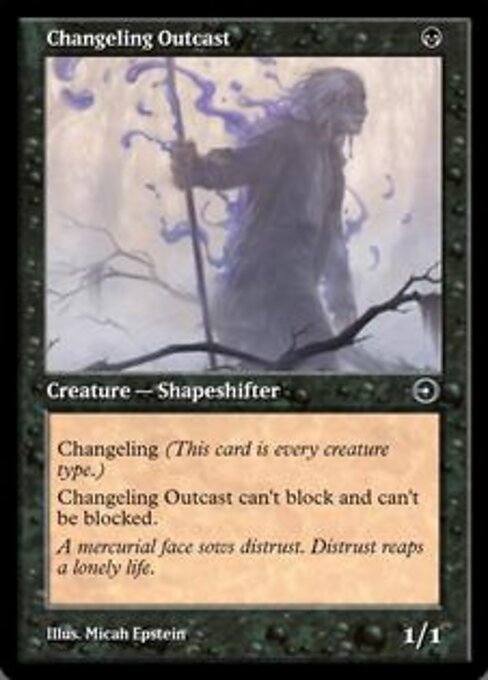 Changeling Outcast
Creature — Shapeshifter
Changeling (This card is every creature
type.)
Changeling Outcast can't block and can't
be blocked.
A mercurial face sows distrust. Distrust reaps
a lonely life.
Illus. Micah Epstein
1/1